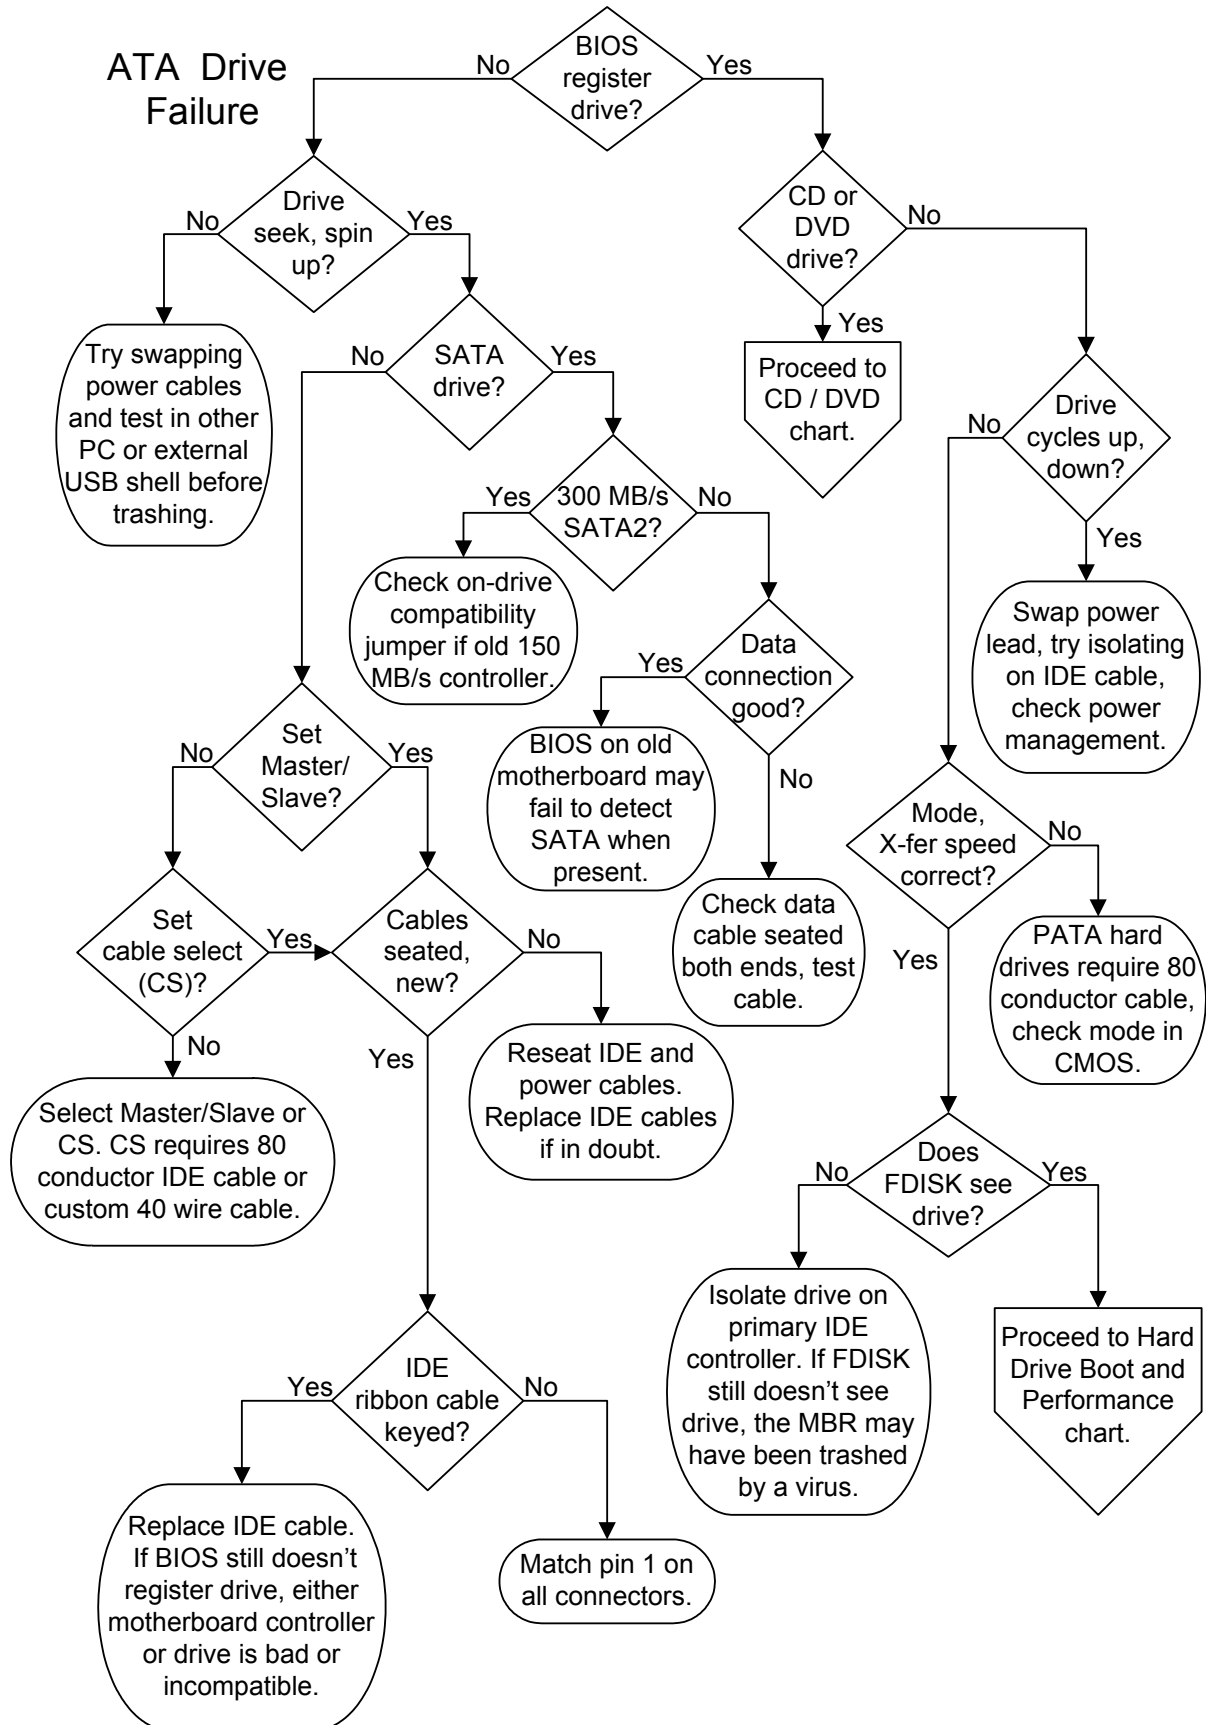 ATA Drive
Failure
BIOS
register
drive?
No
Yes
Drive
seek, spin
up?
No
Yes
CD or
DVD
drive?
No
Yes
Try swapping
power cables
and test in other
PC or external
USB shell before
trashing.
SATA
drive?
No
Yes
Proceed to
CD / DVD
chart.
Drive
cycles up,
down?
No
Yes
300 MB/s
SATA2?
Yes
No
Check on-drive
compatibility
jumper if old 150
MB/s controller.
Data
connection
good?
Yes
No
Swap power
lead, try isolating
on IDE cable,
check power
management.
Set
Master/
Slave?
No
Yes
BIOS on old
motherboard may
fail to detect
SATA when
present.
Mode,
X-fer speed
correct?
No
Yes
Set
cable select
(CS)?
Yes
No
Cables
seated,
new?
No
Yes
Check data
cable seated
both ends, test
cable.
PATA hard
drives require 80
conductor cable,
check mode in
CMOS.
Select Master/Slave or
CS. CS requires 80
conductor IDE cable or
custom 40 wire cable.
Reseat IDE and
power cables.
Replace IDE cables
if in doubt.
Does
FDISK see
drive?
No
Yes
Isolate drive on
primary IDE
controller. If FDISK
still doesn't see
drive, the MBR may
have been trashed
by a virus.
Proceed to Hard
Drive Boot and
Performance
chart.
IDE
ribbon cable
keyed?
Yes
No
Replace IDE cable.
If BIOS still doesn't
register drive, either
motherboard controller
or drive is bad or
incompatible.
Match pin 1 on
all connectors.